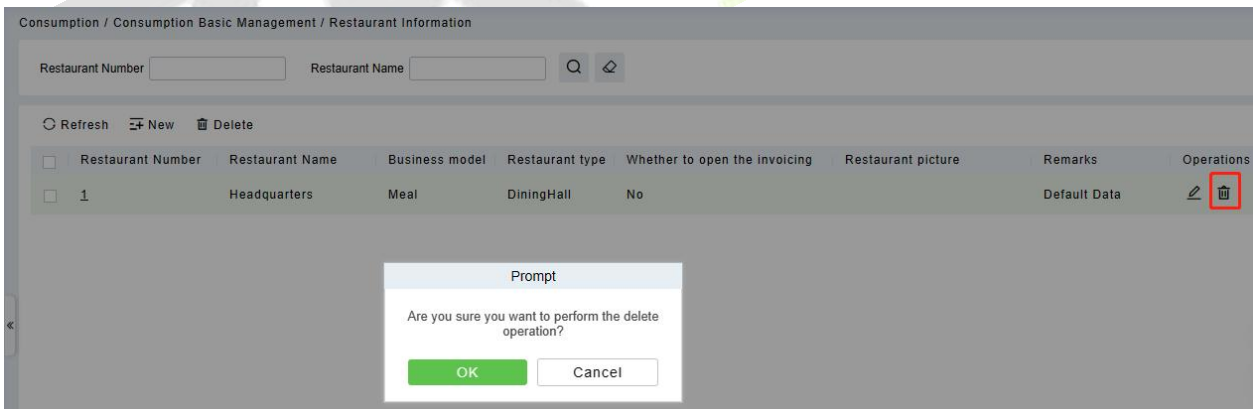 Consumption / Consumption Basic Management / Restaurant Information
Restaurant Number Restaurant Name
Refresh New Delete
Restaurant Number Restaurant Name Business model Restaurant type Whether to open the invoicing Restaurant picture Remarks Operations
1 Headquarters Meal DiningHall No Default Data
Prompt
Are you sure you want to perform the delete
operation?
OK Cancel